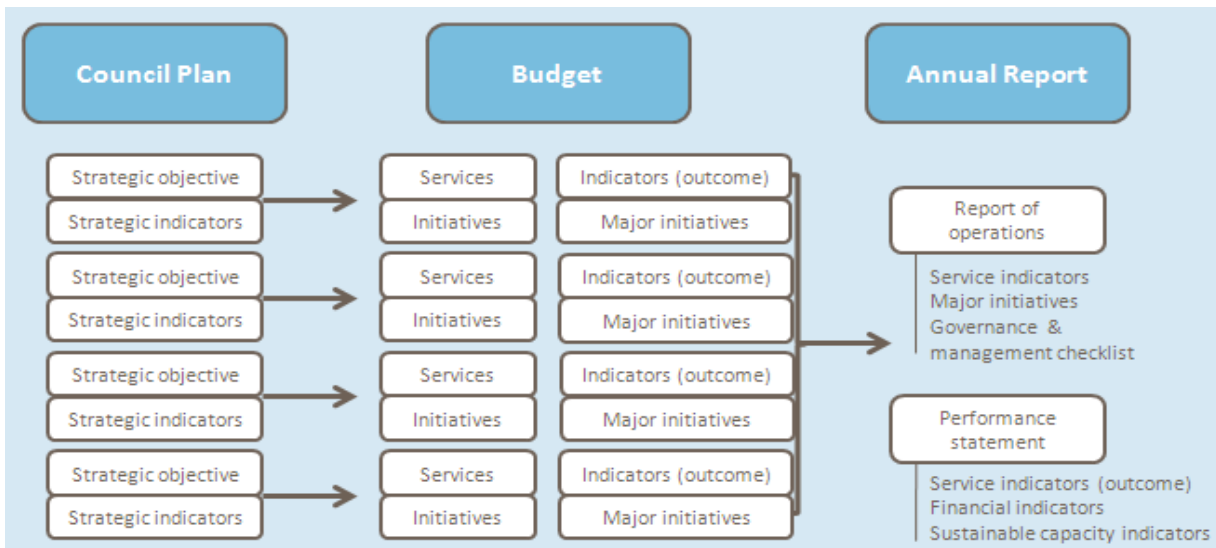 Council Plan
Budget
Annual Report
Strategic objective
Strategic indicators
Services
Initiatives
Indicators (outcome)
Major initiatives
Strategic objective
Strategic indicators
Services
Initiatives
Indicators (outcome)
Major initiatives
Strategic objective
Strategic indicators
Services
Initiatives
Indicators (outcome)
Major initiatives
Strategic objective
Strategic indicators
Services
Initiatives
Indicators (outcome)
Major initiatives
Report of
operations
Service indicators
Major initiatives
Governance &
management checklist
Performance
statement
Service indicators (outcome)
Financial indicators
Sustainable capacity indicators